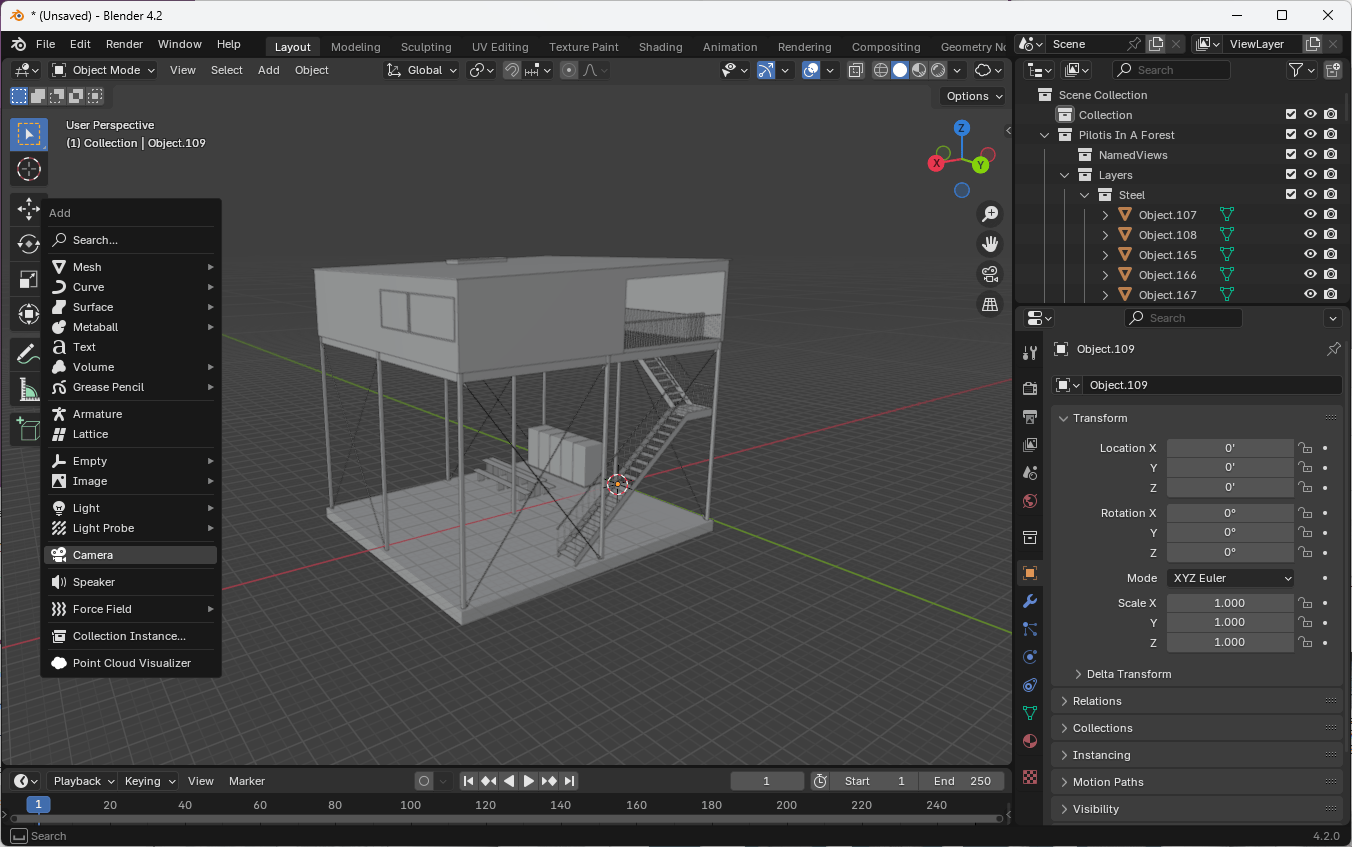 * (Unsaved) - Blender 4.2
File Edit Render Window Help Layout Modeling Sculpting UV Editing Texture Paint Shading Animation Rendering Compositing Geometry No Scene ViewLayer
Object Mode View Select Add Object Global Search
Options
User Perspective
(1) Collection | Object.109
Z
X
Y
Add
Search...
Mesh
Curve
Surface
Metaball
Text
Volume
Grease Pencil
Armature
Lattice
Empty
Image
Light
Light Probe
Camera
Speaker
Force Field
Collection Instance...
Point Cloud Visualizer
Scene Collection
Collection
Pilotis In A Forest
NamedViews
Layers
Steel
Object.107
Object.108
Object.165
Object.166
Object.167
Search
Object.109
Object.109
Transform
Location X 0'
Y 0'
Z 0'
Rotation X 0°
Y 0°
Z 0°
Mode XYZ Euler
Scale X 1.000
Y 1.000
Z 1.000
Delta Transform
Relations
Collections
Instancing
Motion Paths
Visibility
Playback Keying View Marker 1 Start 1 End 250
1 20 40 60 80 100 120 140 160 180 200 220 240
Search 4.2.0